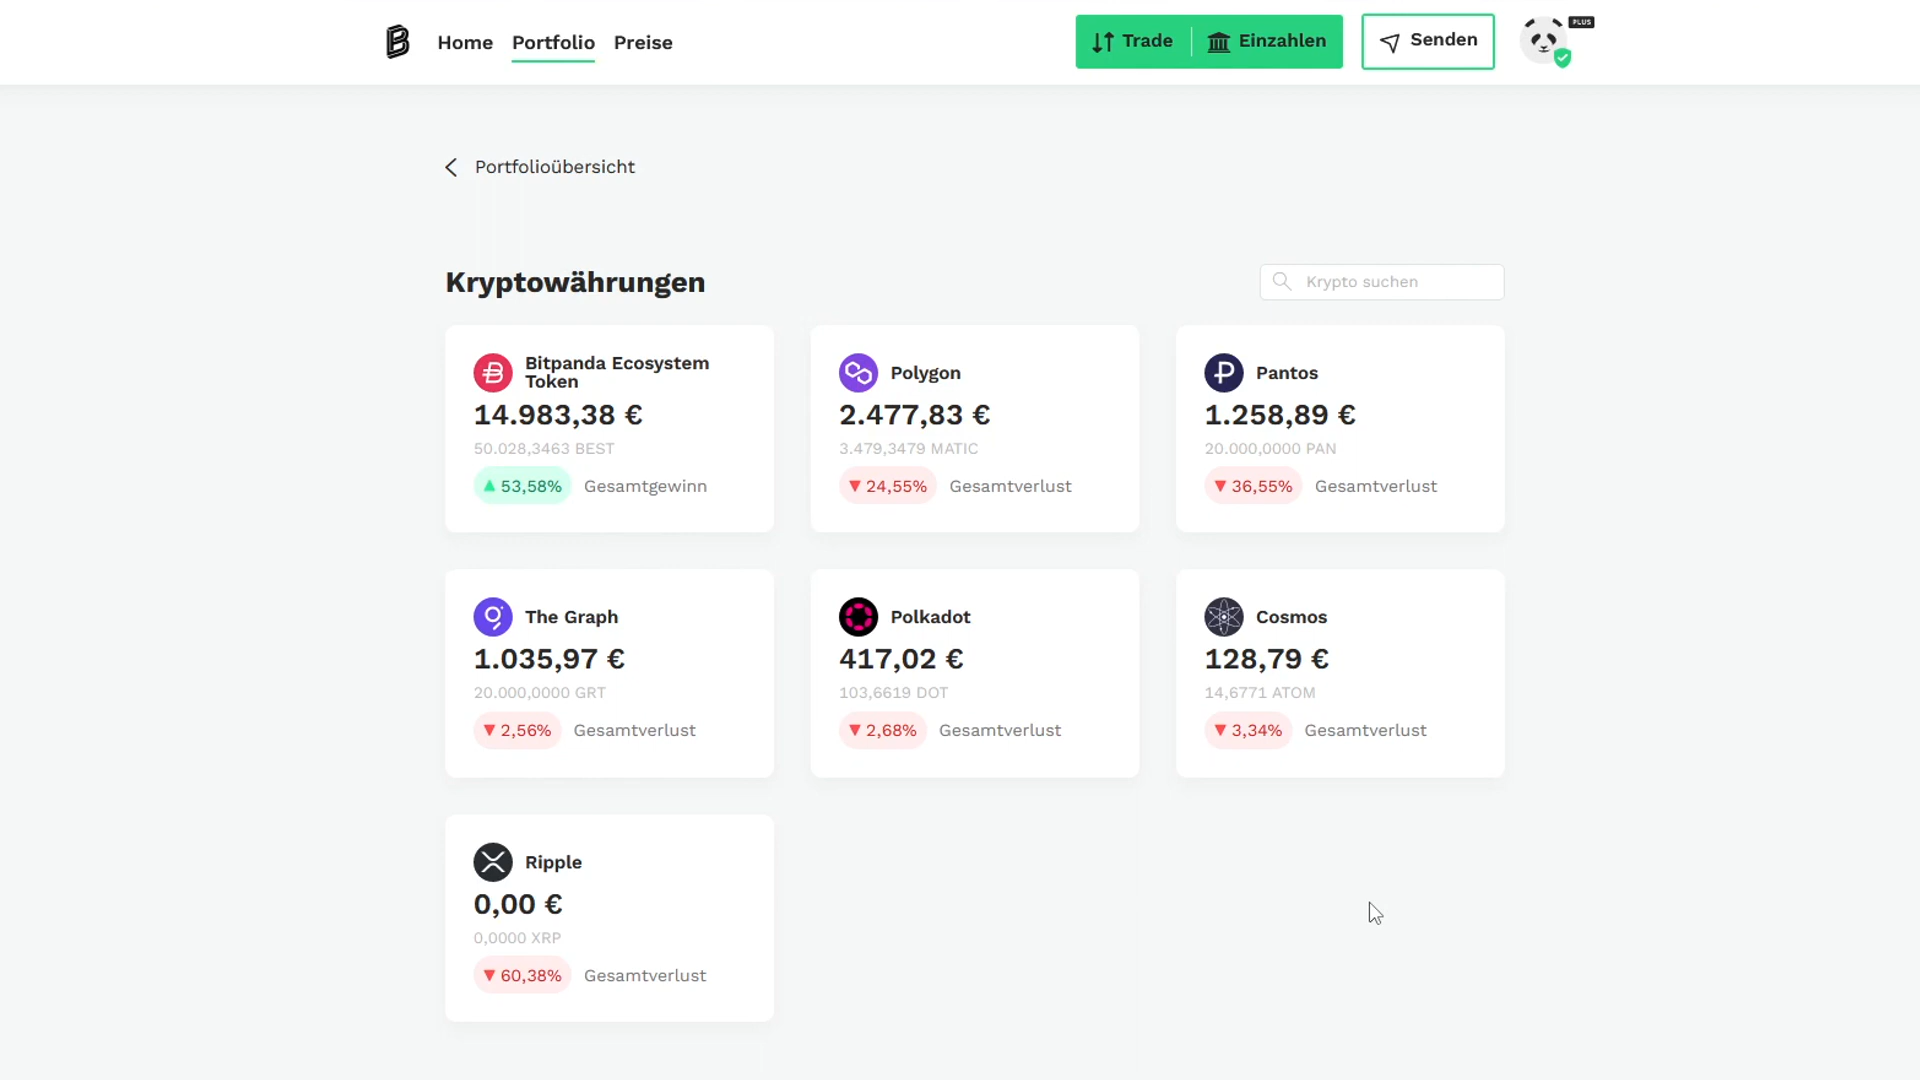 Home Portfolio Preise Trade Einzahlen Senden PLUS
Portfolioübersicht
Kryptowährungen
Krypto suchen
Bitpanda Ecosystem
Token
14.983,38 €
50.028,3463 BEST
▲ 53,58% Gesamtgewinn
Polygon
2.477,83 €
3.479,3479 MATIC
▼ 24,55% Gesamtverlust
Pantos
1.258,89 €
20.000,0000 PAN
▼ 36,55% Gesamtverlust
The Graph
1.035,97 €
20.000,0000 GRT
▼ 2,56% Gesamtverlust
Polkadot
417,02 €
103,6619 DOT
▼ 2,68% Gesamtverlust
Cosmos
128,79 €
14,6771 ATOM
▼ 3,34% Gesamtverlust
Ripple
0,00 €
0,0000 XRP
▼ 60,38% Gesamtverlust